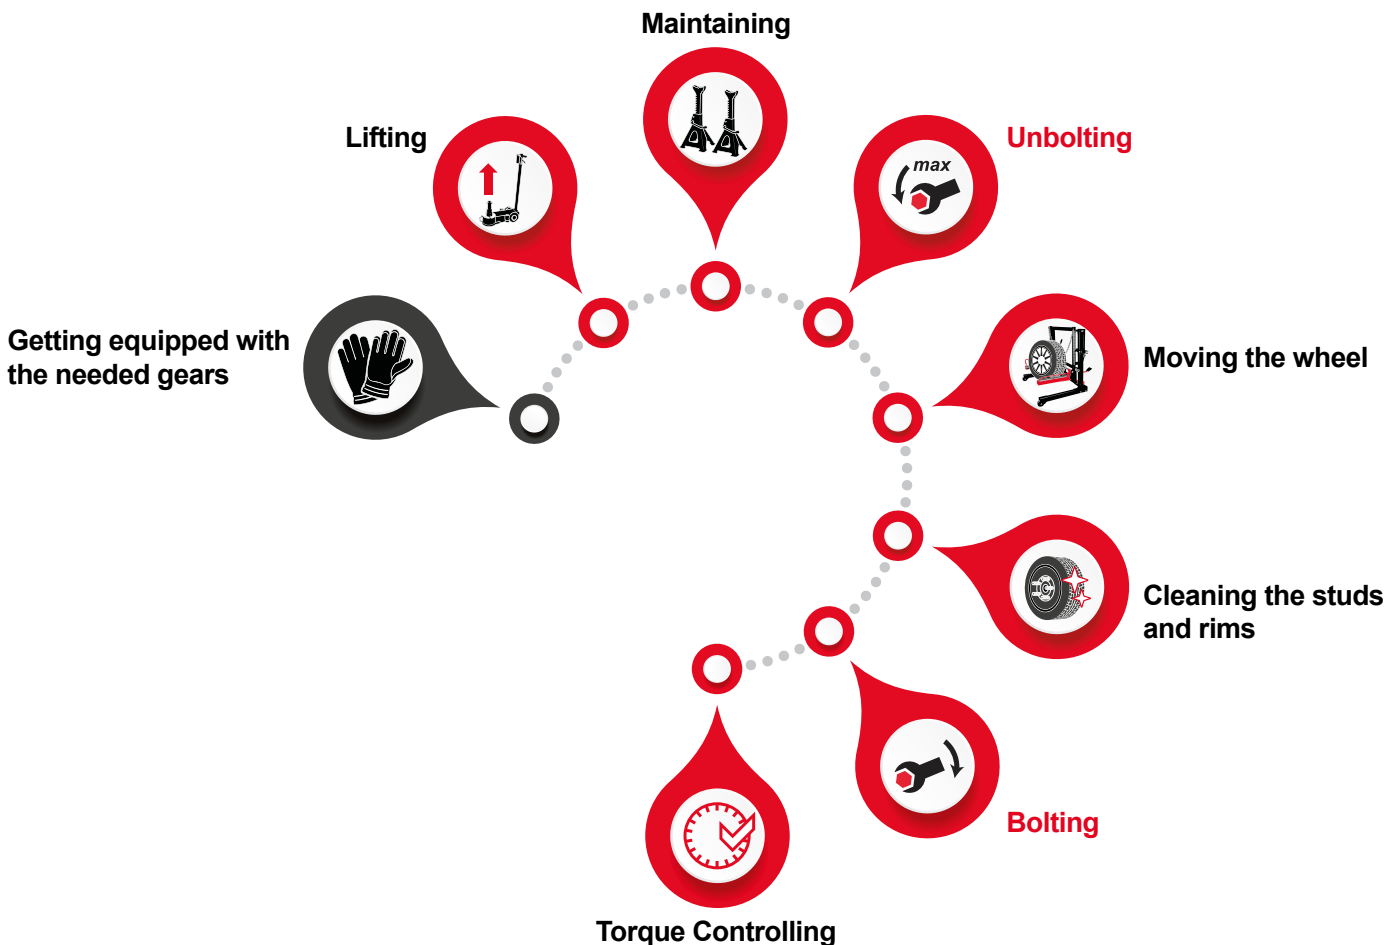 Maintaining
Lifting
Unbolting
max
Getting equipped with
the needed gears
Moving the wheel
Cleaning the studs
and rims
Bolting
Torque Controlling